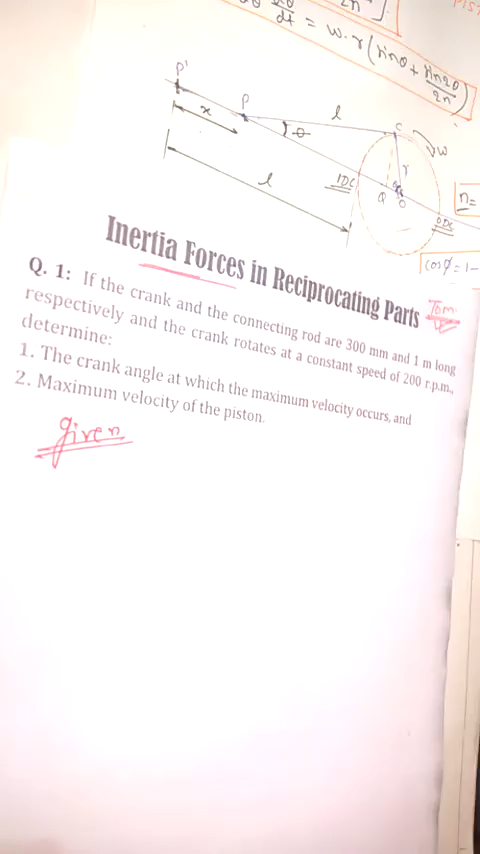 dt = w.r(sinθ + sin2θ/2n)
P'
x
P
l
θ
C
w
r
l
IDC
Q
O
ODC
n=
cosφ = 1-
Inertia Forces in Reciprocating Parts
Q. 1: If the crank and the connecting rod are 300 mm and 1 m long
respectively and the crank rotates at a constant speed of 200 r.p.m.,
determine:
1. The crank angle at which the maximum velocity occurs, and
2. Maximum velocity of the piston.
given